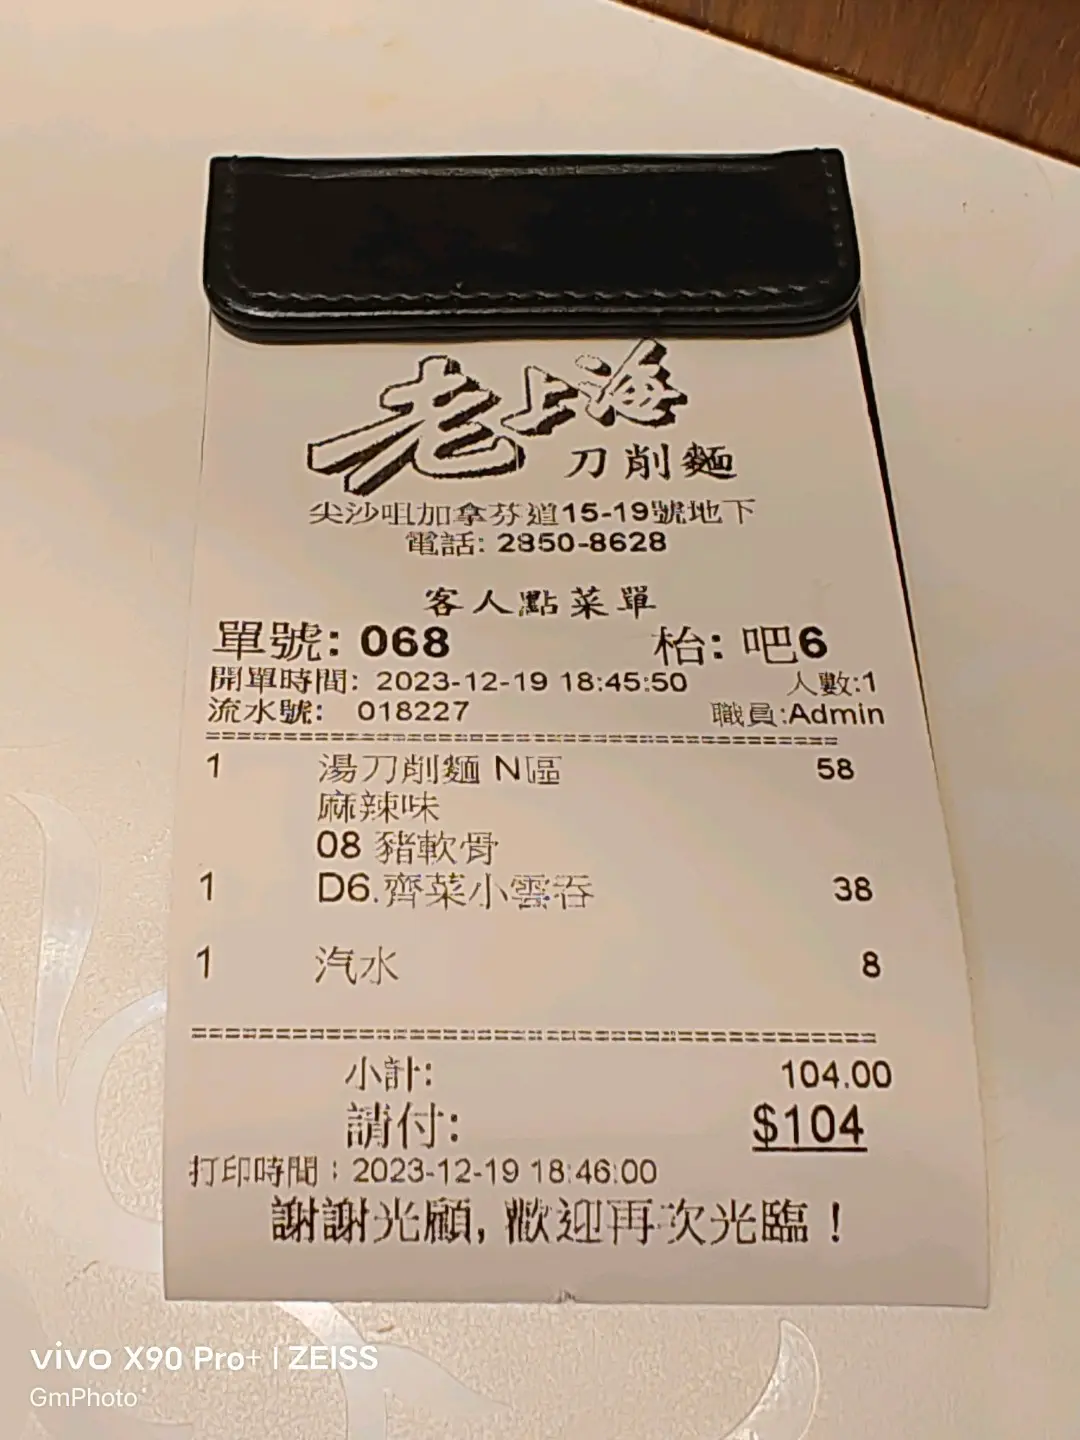 老上海
刀削麵
尖沙咀加拿芬道15-19號地下
電話: 2850-8628
客人點菜單
單號: 068 枱: 吧6
開單時間: 2023-12-19 18:45:50 人數:1
流水號: 018227 職員:Admin
1 湯刀削麵 N區 58
麻辣味
08 豬軟骨
1 D6.齊菜小雲吞 38
1 汽水 8
小計: 104.00
請付: $104
打印時間：2023-12-19 18:46:00
謝謝光顧, 歡迎再次光臨！
vivo X90 Pro+ | ZEISS
GmPhoto